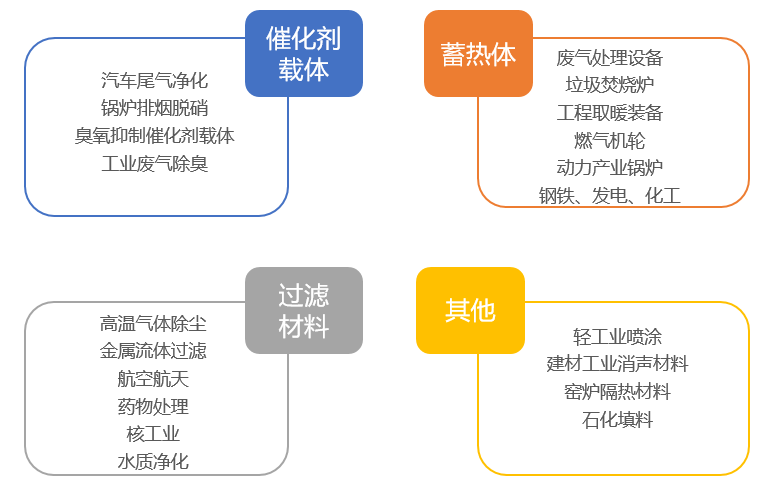 催化剂
载体
汽车尾气净化
锅炉排烟脱硝
臭氧抑制催化剂载体
工业废气除臭
蓄热体
废气处理设备
垃圾焚烧炉
工程取暖装备
燃气机轮
动力产业锅炉
钢铁、发电、化工
过滤
材料
高温气体除尘
金属流体过滤
航空航天
药物处理
核工业
水质净化
其他
轻工业喷涂
建材工业消声材料
窑炉隔热材料
石化填料